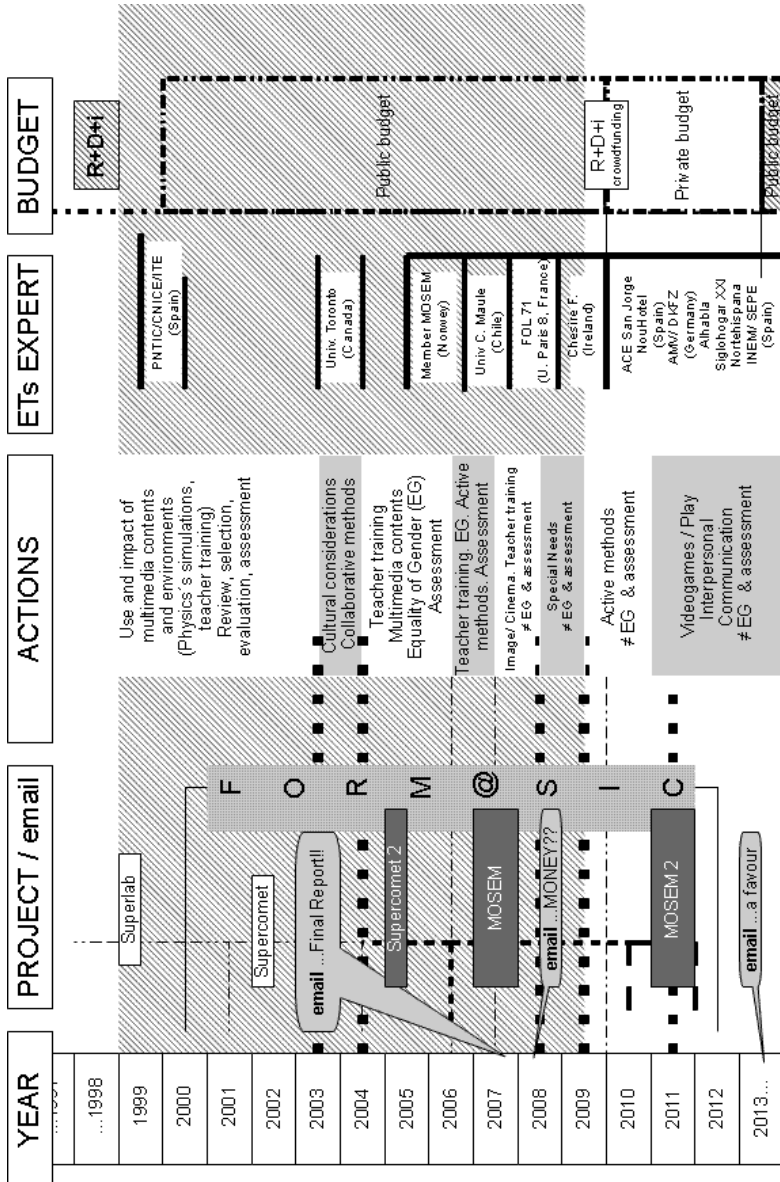 YEAR
PROJECT / email
ACTIONS
ETs EXPERT
BUDGET
...1998
1999
2000
2001
2002
2003
2004
2005
2006
2007
2008
2009
2010
2011
2012
2013...
Superlab
Supercomet
email ...Final Report!!
Supercomet 2
MOSEM
email ...MONEY??
MOSEM 2
email ...a favour
F O R M @ S I C
Use and impact of
multimedia contents
and environments
(Physics´s simulations,
teacher training)
Review, selection,
evaluation, assessment
Cultural considerations
Collaborative methods
Teacher training
Multimedia contents
Equality of Gender (EG)
Assessment
Teacher training. EG. Active
methods. Assessment
Image/ Cinema. Teacher training
≠ EG & assessment
Special Needs
≠ EG & assessment
Active methods
≠ EG & assessment
Videogames / Play
Interpersonal
Communication
≠ EG & assessment
PNTIC/CNICE/ITE
(Spain)
Univ. Toronto
(Canada)
Member MOSEM
(Norwey)
Univ C. Maule
(Chile)
FOL 71
(U. Paris 8, France)
Chesire F.
(Ireland)
ACE San Jorge
NouHotel
(Spain)
AMV/ DKFZ
(Germany)
Alhabla
Siglohogar XXI
Nortehispana
INEM/ SEPE
(Spain)
R+D+i
Public budget
R+D+i
crowdfunding
Private budget
Public budget